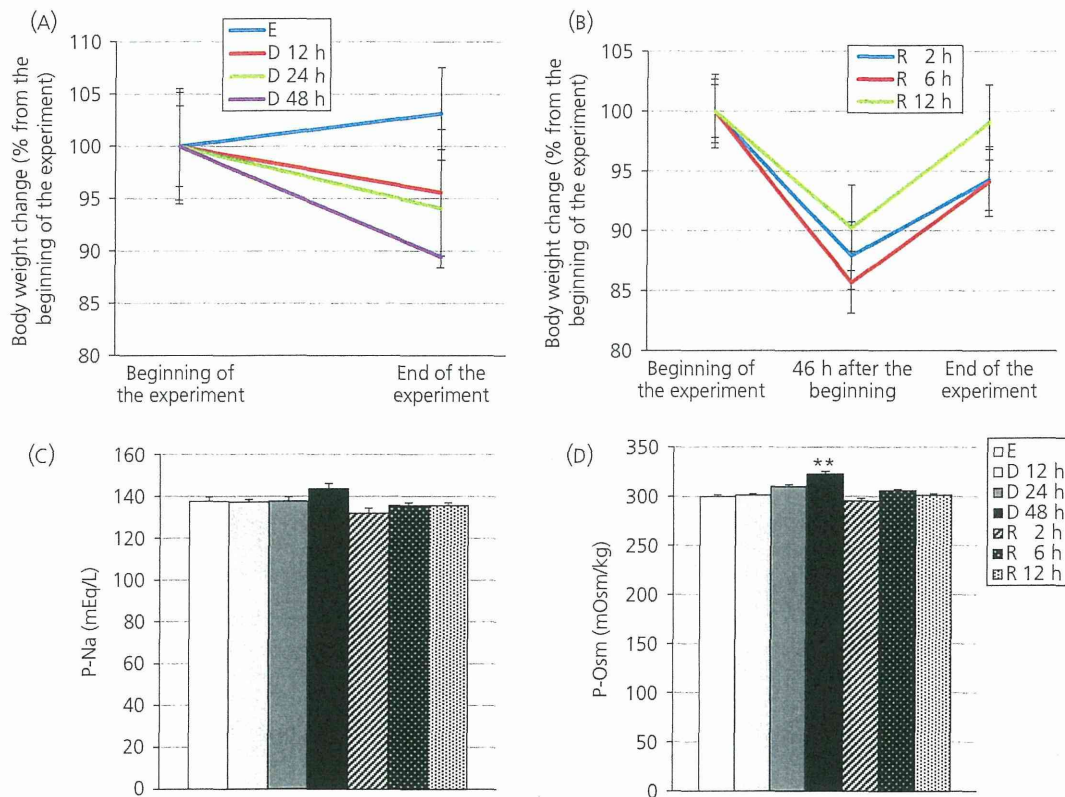 (A)
Body weight change (% from the
beginning of the experiment)
110
105
100
95
90
85
80
E
D 12 h
D 24 h
D 48 h
Beginning of
the experiment
End of the
experiment
(B)
Body weight change (% from the
beginning of the experiment)
105
100
95
90
85
80
R 2 h
R 6 h
R 12 h
Beginning of
the experiment
46 h after the
beginning
End of the
experiment
(C)
P-Na (mEq/L)
160
140
120
100
80
60
40
20
0
(D)
P-Osm (mOsm/kg)
350
300
250
200
150
100
50
0
**
E
D 12 h
D 24 h
D 48 h
R 2 h
R 6 h
R 12 h